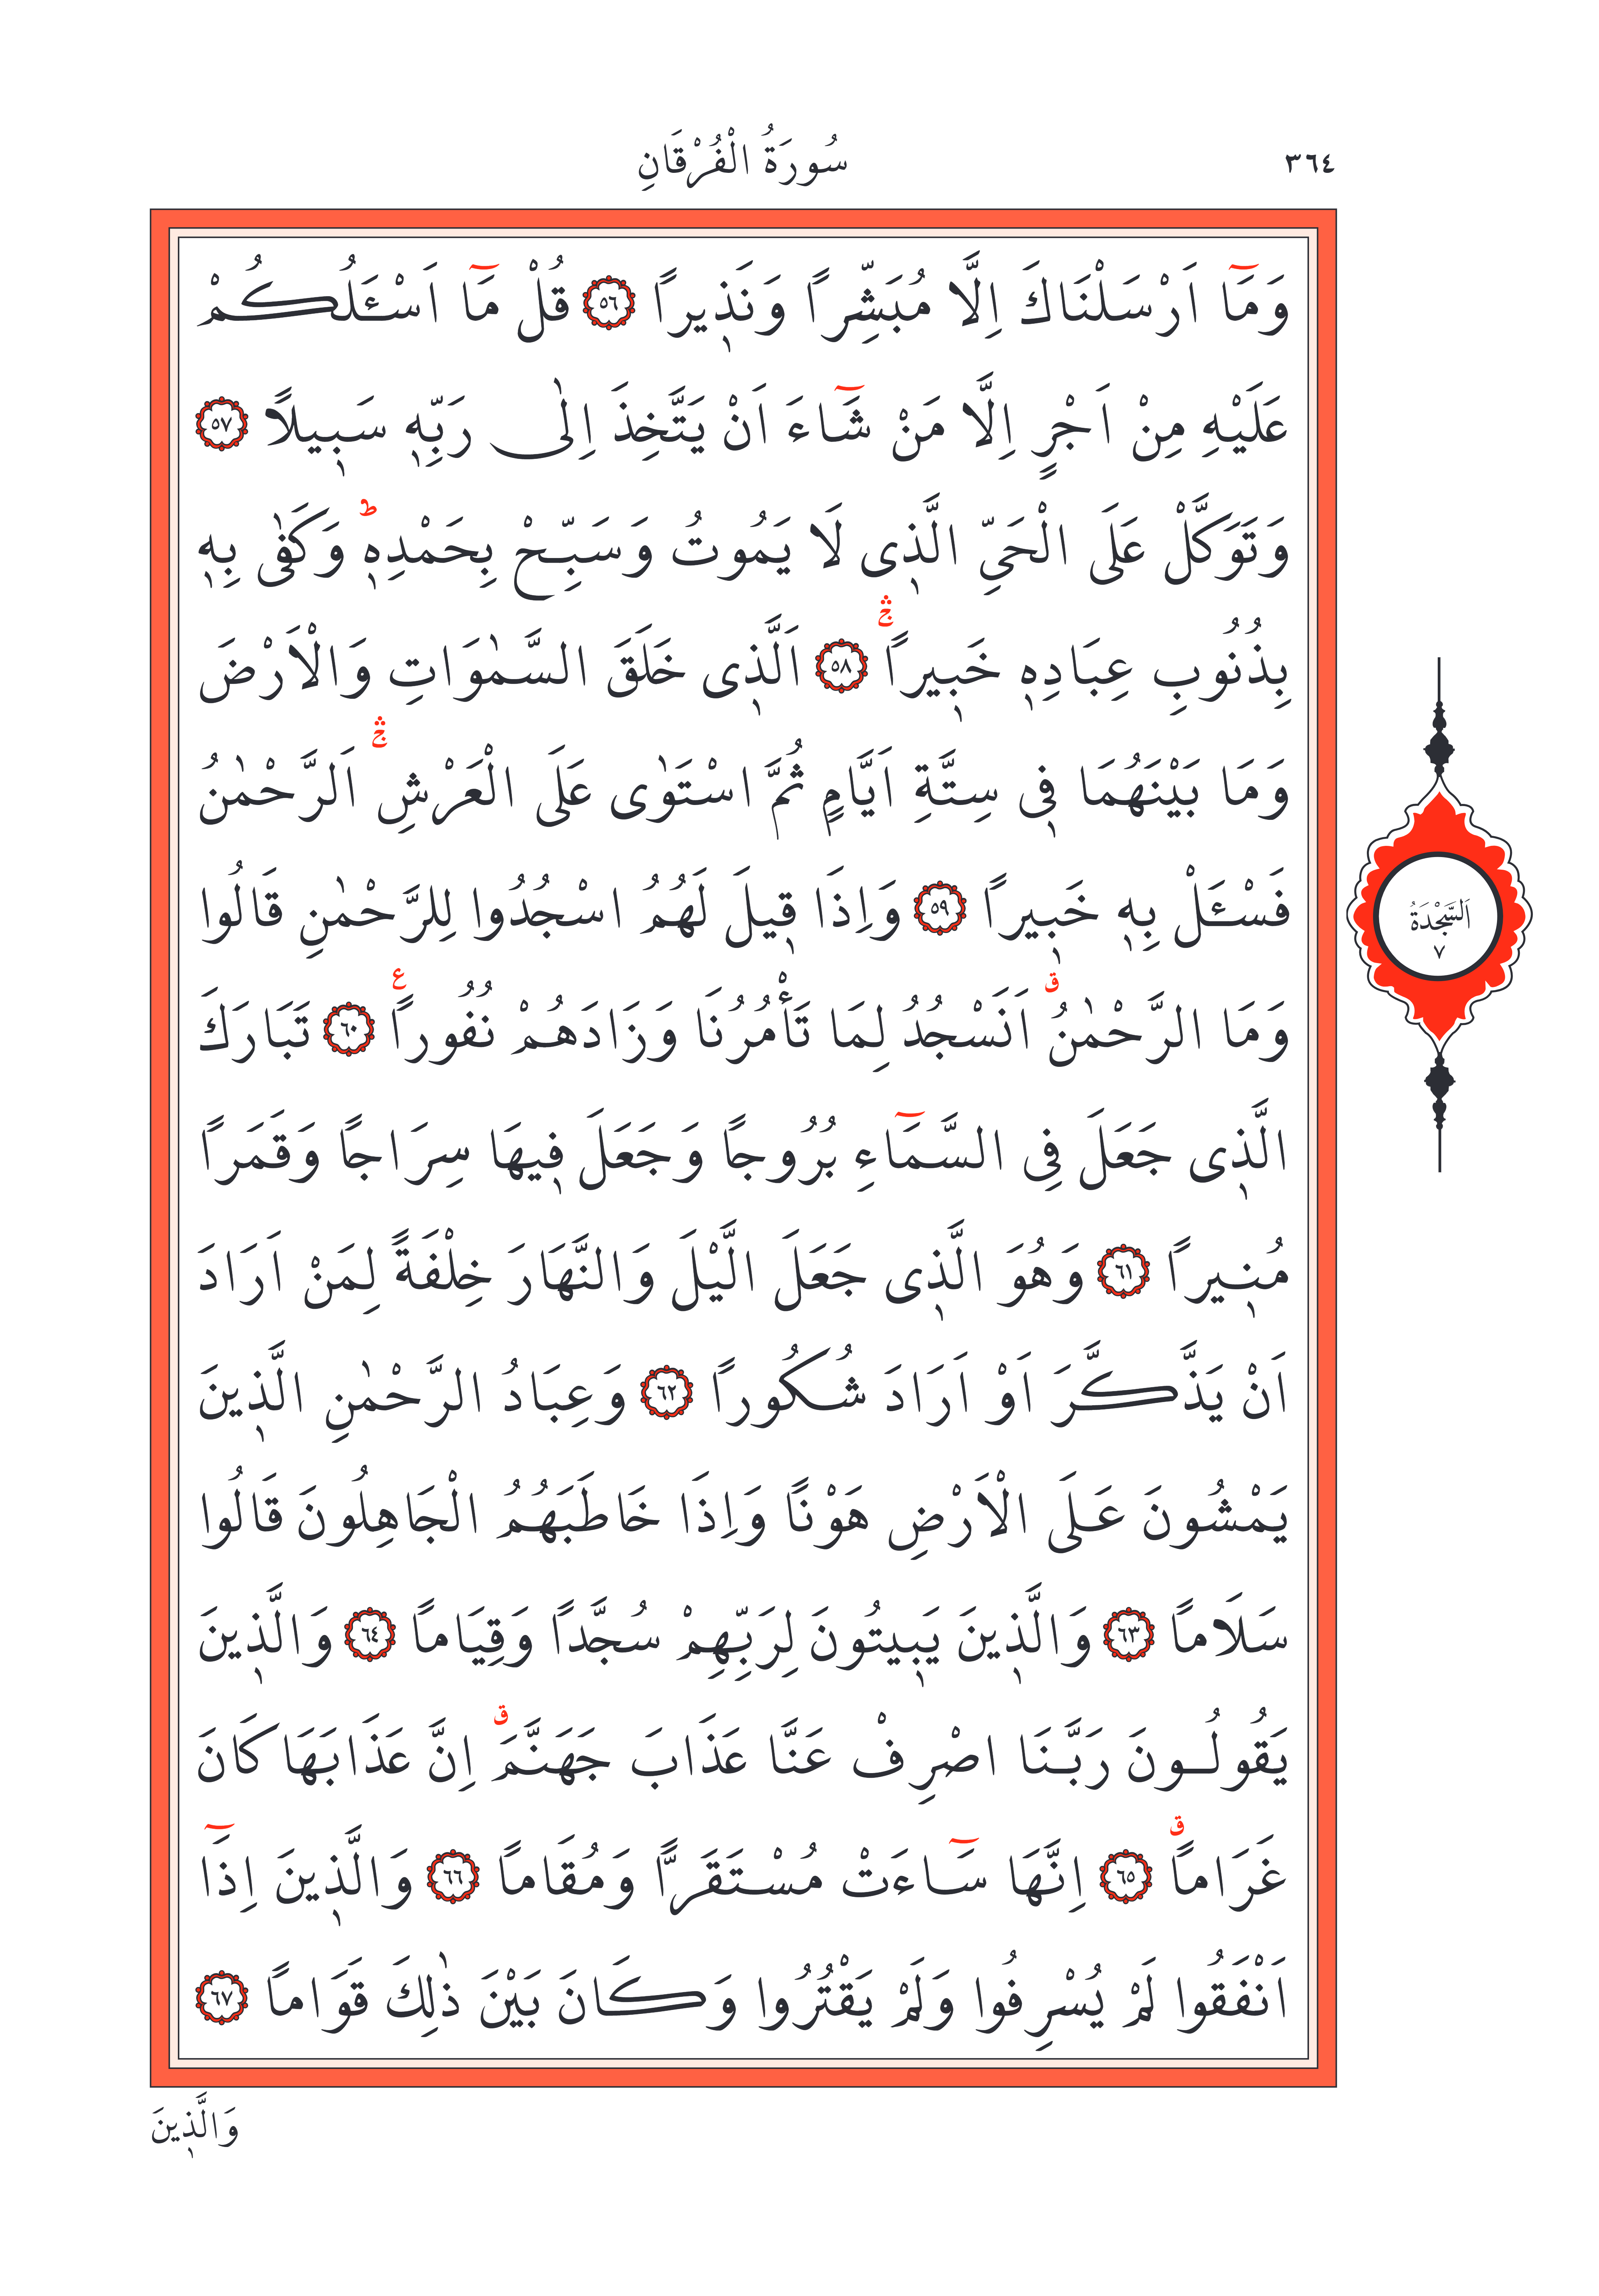 ٣٦٤
سُورَةُ الْفُرْقَانِ
وَمَٓا اَرْسَلْنَاكَ اِلَّا مُبَشِّراً وَنَذ۪يراً ﴿٥٦﴾ قُلْ مَٓا اَسْـَٔلُكُمْ
عَلَيْهِ مِنْ اَجْرٍ اِلَّا مَنْ شَٓاءَ اَنْ يَتَّخِذَ اِلٰى رَبِّه۪ سَب۪يلاً ﴿٥٧﴾
وَتَوَكَّلْ عَلَى الْحَيِّ الَّذ۪ى لَا يَمُوتُ وَسَبِّحْ بِحَمْدِه۪ؕ وَكَفٰى بِه۪
بِذُنُوبِ عِبَادِه۪ خَب۪يراًۚۛ ﴿٥٨﴾ اَلَّذ۪ى خَلَقَ السَّمٰوَاتِ وَالْاَرْضَ
وَمَا بَيْنَهُمَا ف۪ى سِتَّةِ اَيَّامٍ ثُمَّ اسْتَوٰى عَلَى الْعَرْشِۚۛ اَلرَّحْمٰنُ
فَسْـَٔلْ بِه۪ خَب۪يراً ﴿٥٩﴾ وَاِذَا ق۪يلَ لَهُمُ اسْجُدُوا لِلرَّحْمٰنِ قَالُوا
وَمَا الرَّحْمٰنُࣗ اَنَسْجُدُ لِمَا تَأْمُرُنَا وَزَادَهُمْ نُفُوراًࣖ ﴿٦٠﴾ تَبَارَكَ
الَّذ۪ى جَعَلَ فِى السَّمَٓاءِ بُرُوجاً وَجَعَلَ ف۪يهَا سِرَاجاً وَقَمَراً
مُن۪يراً ﴿٦١﴾ وَهُوَ الَّذ۪ى جَعَلَ الَّيْلَ وَالنَّهَارَ خِلْفَةً لِمَنْ اَرَادَ
اَنْ يَذَّكَّرَ اَوْ اَرَادَ شُكُوراً ﴿٦٢﴾ وَعِبَادُ الرَّحْمٰنِ الَّذ۪ينَ
يَمْشُونَ عَلَى الْاَرْضِ هَوْناً وَاِذَا خَاطَبَهُمُ الْجَاهِلُونَ قَالُوا
سَلَاماً ﴿٦٣﴾ وَالَّذ۪ينَ يَب۪يتُونَ لِرَبِّهِمْ سُجَّداً وَقِيَاماً ﴿٦٤﴾ وَالَّذ۪ينَ
يَقُولُونَ رَبَّنَا اصْرِفْ عَنَّا عَذَابَ جَهَنَّمَࣗ اِنَّ عَذَابَهَا كَانَ
غَرَاماًࣗ ﴿٦٥﴾ اِنَّهَا سَٓاءَتْ مُسْتَقَرًّا وَمُقَاماً ﴿٦٦﴾ وَالَّذ۪ينَ اِذَٓا
اَنْفَقُوا لَمْ يُسْرِفُوا وَلَمْ يَقْتُرُوا وَكَانَ بَيْنَ ذٰلِكَ قَوَاماً ﴿٦٧﴾
اَلسَّجْدَةُ
٧
وَالَّذ۪ينَ